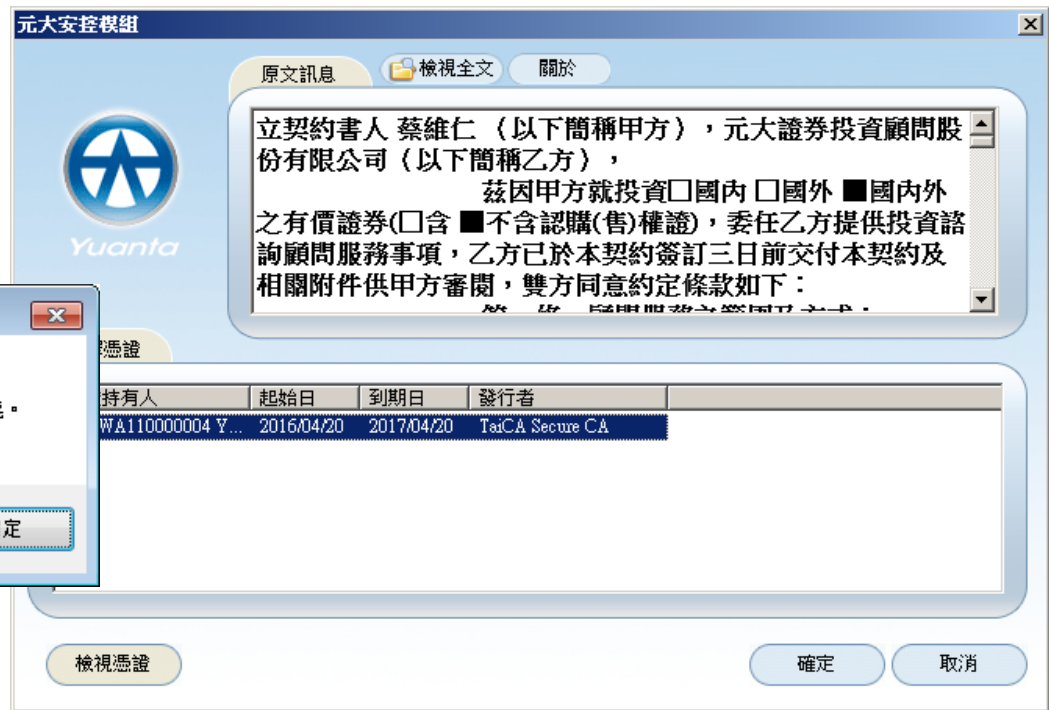 元大安控模組
原文訊息
檢視全文
關於
立契約書人 蔡維仁 (以下簡稱甲方),元大證券投資顧問股
份有限公司(以下簡稱乙方),
茲因甲方就投資□國內 □國外 ■國內外
之有價證券(□含 ■不含認購(售)權證),委任乙方提供投資諮
詢顧問服務事項,乙方已於本契約簽訂三日前交付本契約及
相關附件供甲方審閱,雙方同意約定條款如下:
Yuanta
憑證
持有人 起始日 到期日 發行者
WA110000004 Y... 2016/04/20 2017/04/20 TaiCA Secure CA
定
檢視憑證
確定
取消